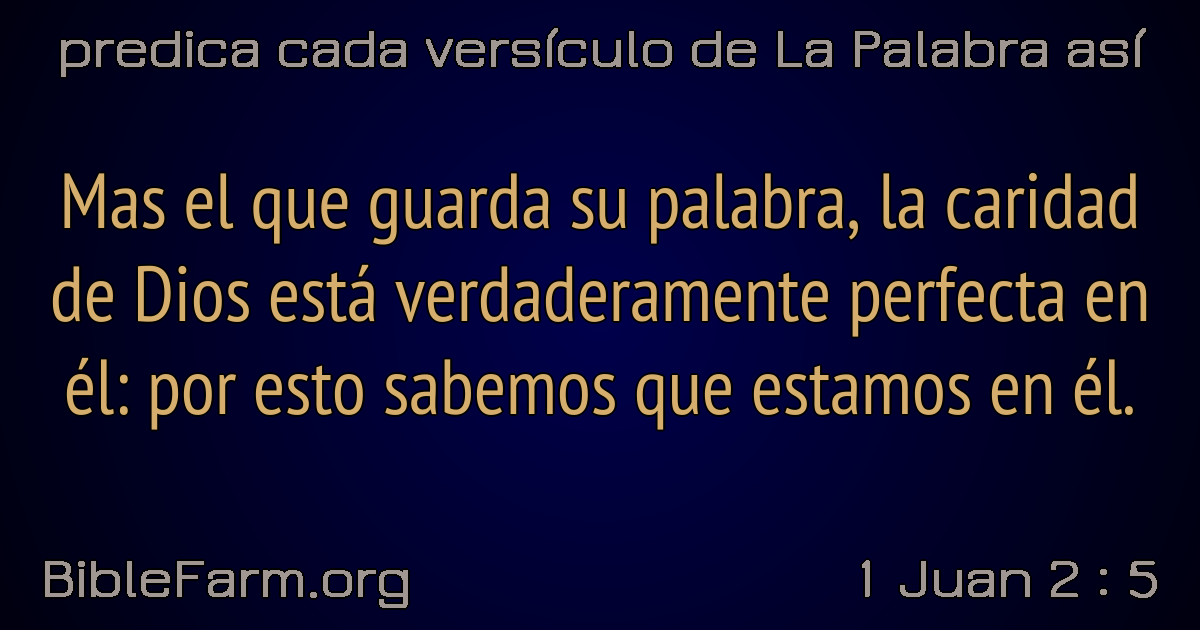 predica cada versículo de La Palabra así
Mas el que guarda su palabra, la caridad
de Dios está verdaderamente perfecta en
él: por esto sabemos que estamos en él.
BibleFarm.org
1 Juan 2 : 5